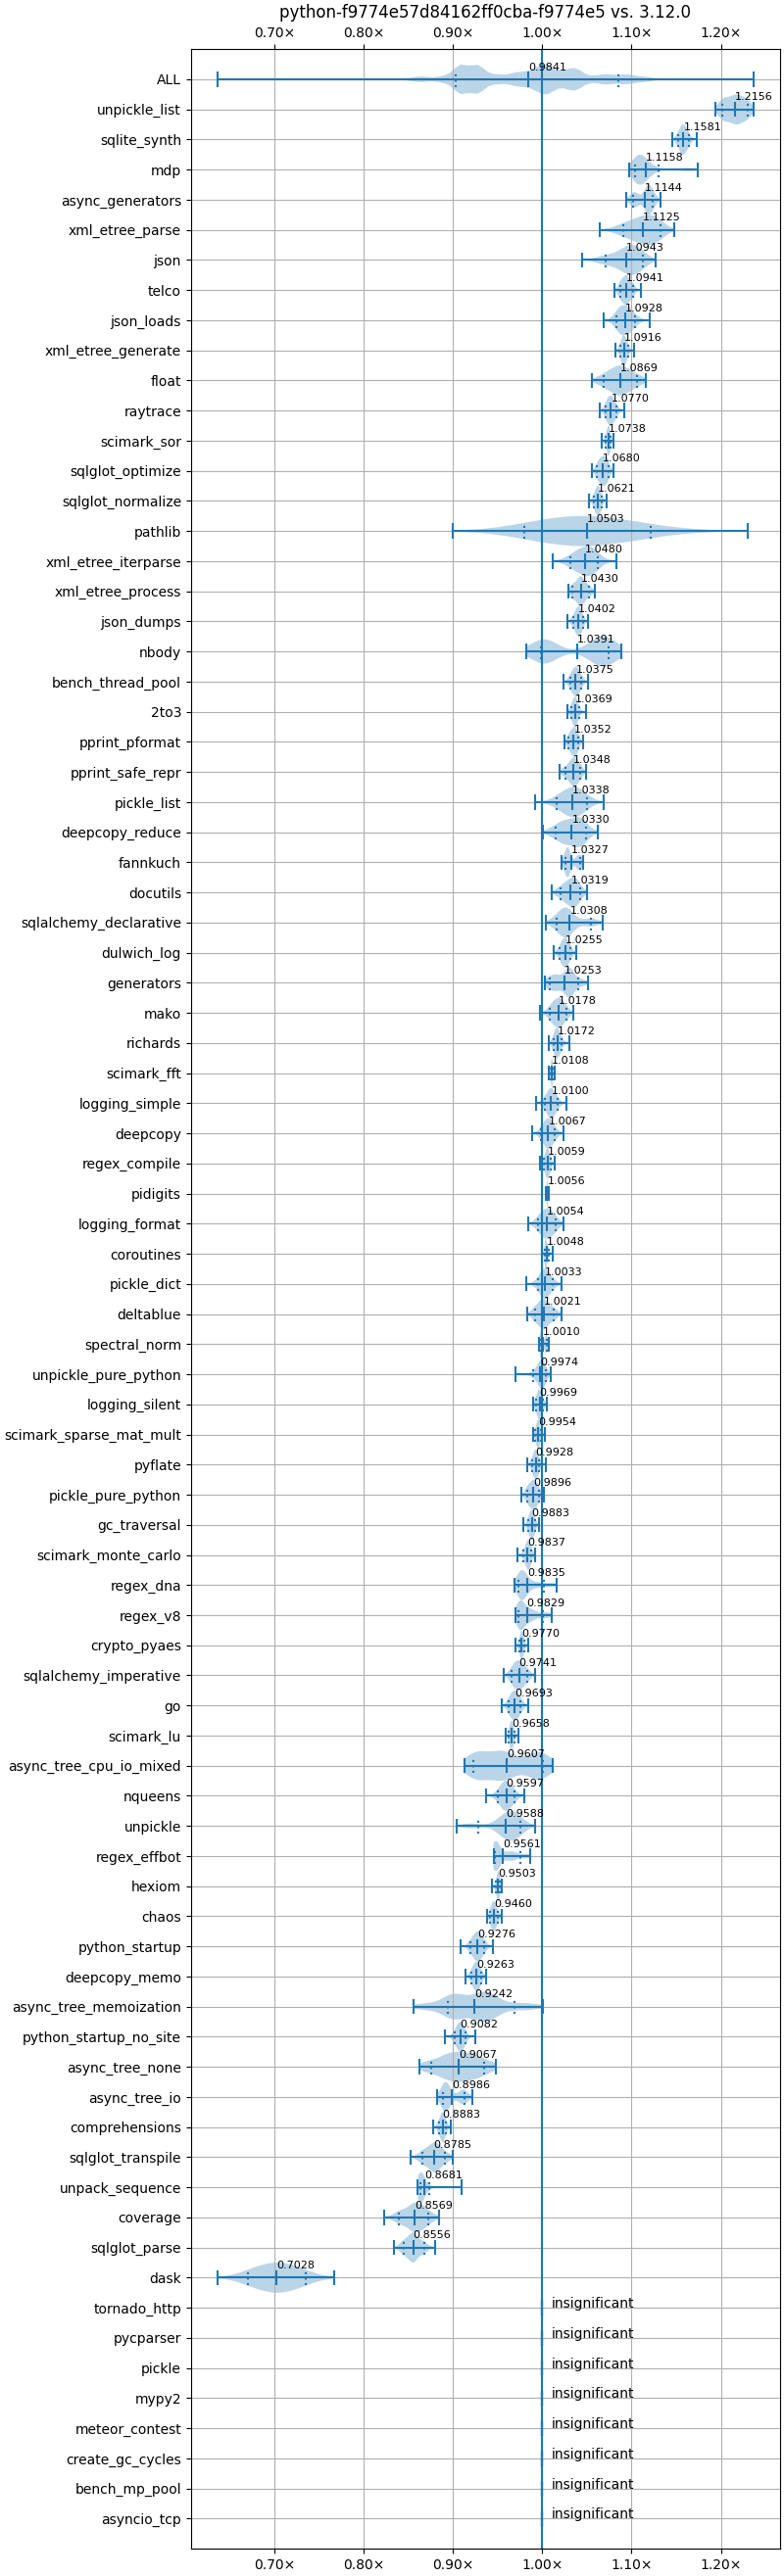 python-f9774e57d84162ff0cba-f9774e5 vs. 3.12.0
0.70× 0.80× 0.90× 1.00× 1.10× 1.20×
ALL 0.9841
unpickle_list 1.2156
sqlite_synth 1.1581
mdp 1.1158
async_generators 1.1144
xml_etree_parse 1.1125
json 1.0943
telco 1.0941
json_loads 1.0928
xml_etree_generate 1.0916
float 1.0869
raytrace 1.0770
scimark_sor 1.0738
sqlglot_optimize 1.0680
sqlglot_normalize 1.0621
pathlib 1.0503
xml_etree_iterparse 1.0480
xml_etree_process 1.0430
json_dumps 1.0402
nbody 1.0391
bench_thread_pool 1.0375
2to3 1.0369
pprint_pformat 1.0352
pprint_safe_repr 1.0348
pickle_list 1.0338
deepcopy_reduce 1.0330
fannkuch 1.0327
docutils 1.0319
sqlalchemy_declarative 1.0308
dulwich_log 1.0255
generators 1.0253
mako 1.0178
richards 1.0172
scimark_fft 1.0108
logging_simple 1.0100
deepcopy 1.0067
regex_compile 1.0059
pidigits 1.0056
logging_format 1.0054
coroutines 1.0048
pickle_dict 1.0033
deltablue 1.0021
spectral_norm 1.0010
unpickle_pure_python 0.9974
logging_silent 0.9969
scimark_sparse_mat_mult 0.9954
pyflate 0.9928
pickle_pure_python 0.9896
gc_traversal 0.9883
scimark_monte_carlo 0.9837
regex_dna 0.9835
regex_v8 0.9829
crypto_pyaes 0.9770
sqlalchemy_imperative 0.9741
go 0.9693
scimark_lu 0.9658
async_tree_cpu_io_mixed 0.9607
nqueens 0.9597
unpickle 0.9588
regex_effbot 0.9561
hexiom 0.9503
chaos 0.9460
python_startup 0.9276
deepcopy_memo 0.9263
async_tree_memoization 0.9242
python_startup_no_site 0.9082
async_tree_none 0.9067
async_tree_io 0.8986
comprehensions 0.8883
sqlglot_transpile 0.8785
unpack_sequence 0.8681
coverage 0.8569
sqlglot_parse 0.8556
dask 0.7028
tornado_http insignificant
pycparser insignificant
pickle insignificant
mypy2 insignificant
meteor_contest insignificant
create_gc_cycles insignificant
bench_mp_pool insignificant
asyncio_tcp insignificant
0.70× 0.80× 0.90× 1.00× 1.10× 1.20×